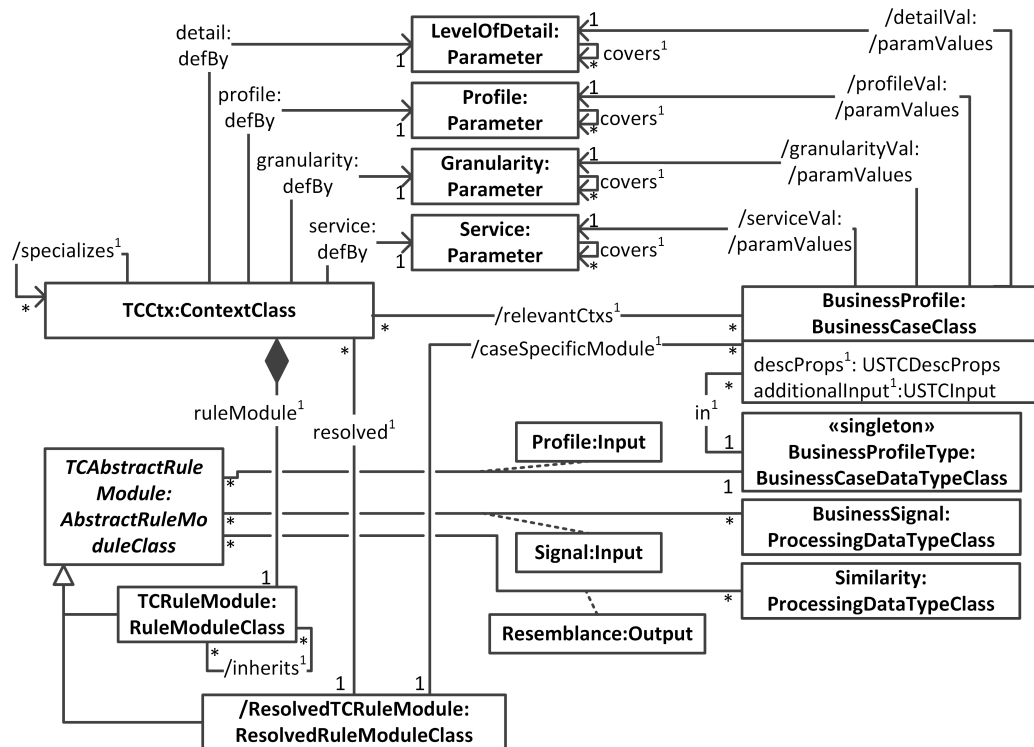 detail:
defBy
1
LevelOfDetail:
Parameter
1
*
covers¹
/detailVal:
/paramValues
profile:
defBy
1
Profile:
Parameter
1
*
covers¹
/profileVal:
/paramValues
granularity:
defBy
1
Granularity:
Parameter
1
*
covers¹
/granularityVal:
/paramValues
service:
defBy
1
Service:
Parameter
1
*
covers¹
/serviceVal:
/paramValues
/specializes¹
*
TCCtx:ContextClass
*
/relevantCtxs¹
*
BusinessProfile:
BusinessCaseClass
*
/caseSpecificModule¹
*
descProps¹: USTCDescProps
additionalInput¹:USTCInput
*
in¹
1
ruleModule¹
resolved¹
«singleton»
BusinessProfileType:
BusinessCaseDataTypeClass
TCAbstractRule
Module:
AbstractRuleMo
duleClass
Profile:Input
*
1
*
Signal:Input
*
BusinessSignal:
ProcessingDataTypeClass
*
Resemblance:Output
*
Similarity:
ProcessingDataTypeClass
1
TCRuleModule:
RuleModuleClass
*
*
/inherits¹
1
1
/ResolvedTCRuleModule:
ResolvedRuleModuleClass